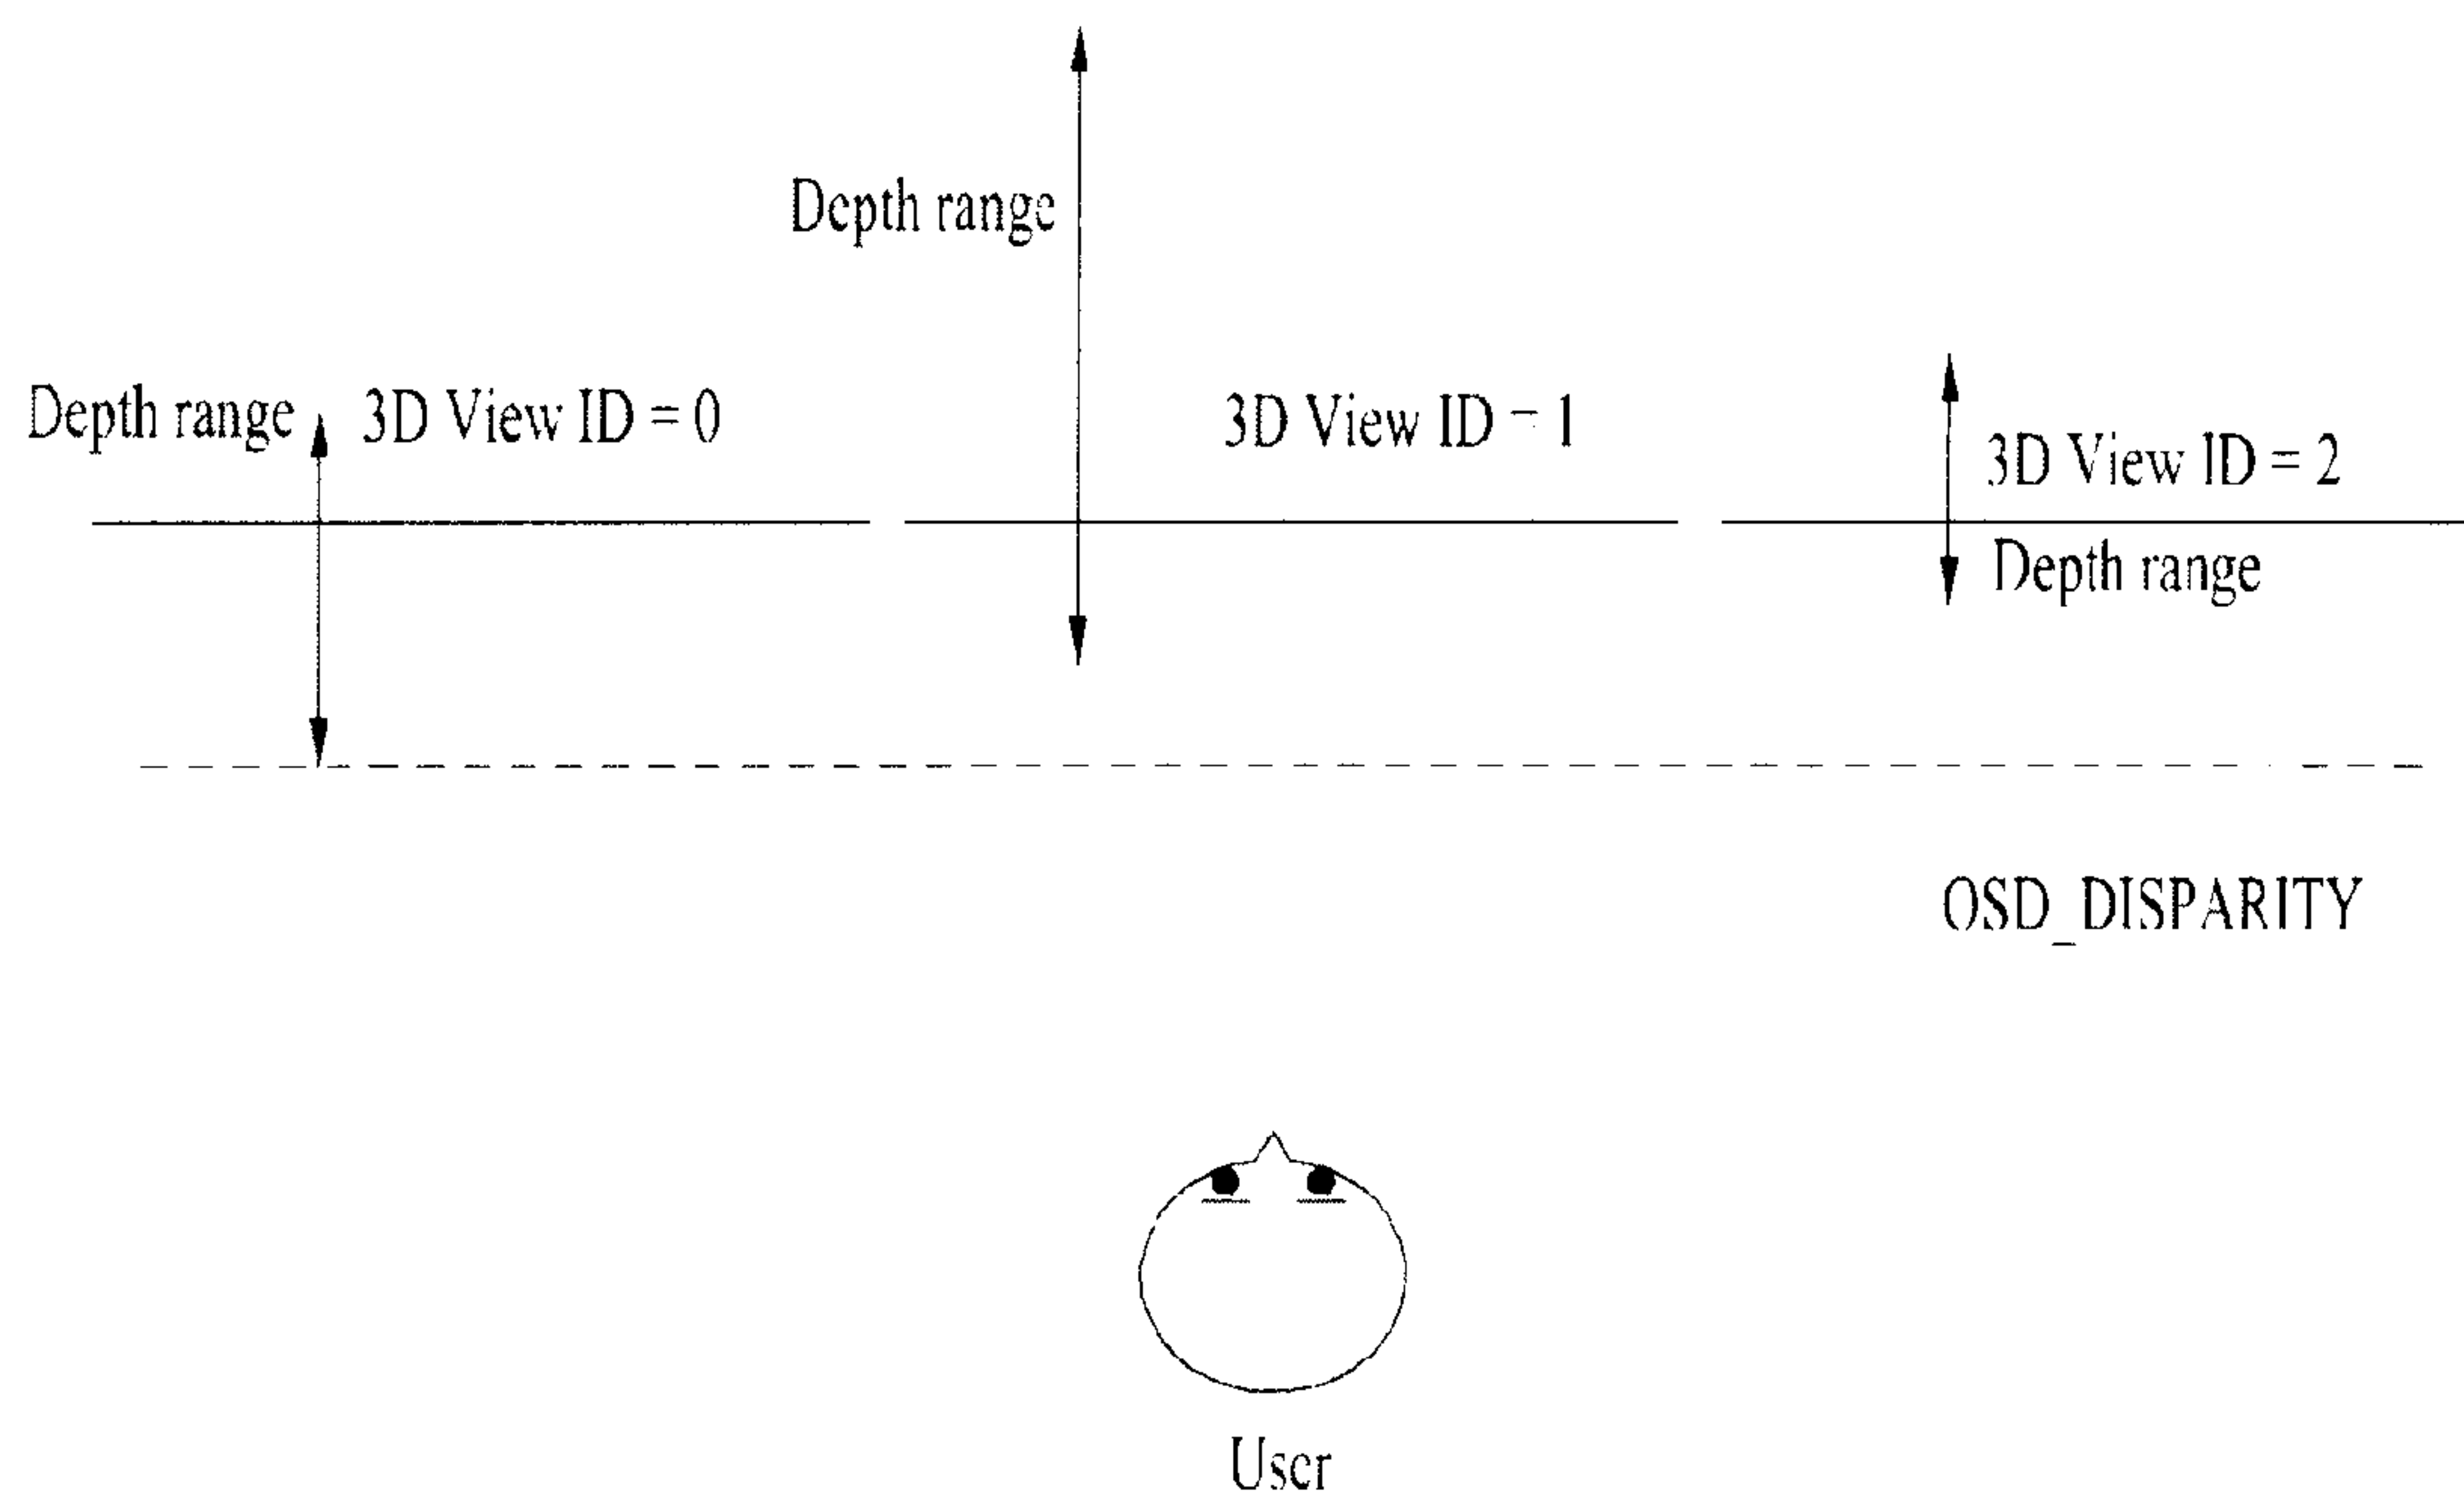 Depth range
Depth range
3D View ID = 0
3D View ID = 1
3D View ID = 2
Depth range
OSD_DISPARITY
User